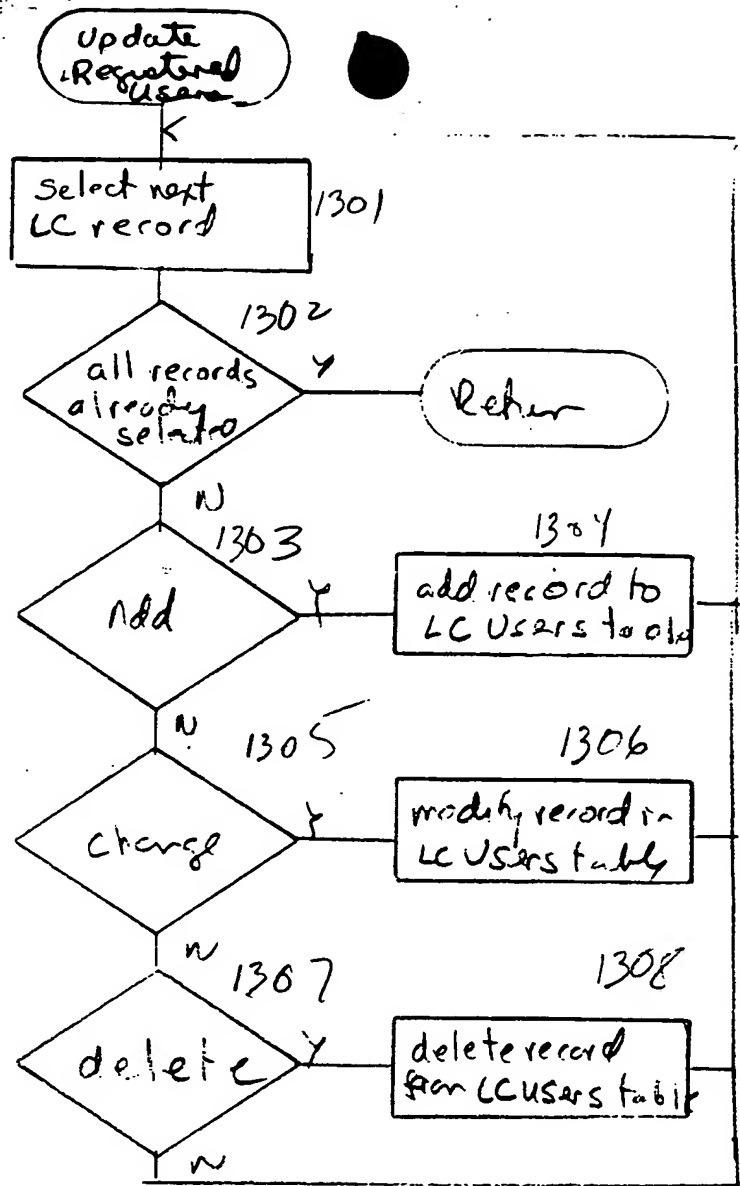 Update
Registered
Users
Select next
LC record
1301
1302
all records
already
selected
Y
Return
N
1303
Add
Y
1304
add record to
LC Users table
N
1305
change
Y
1306
modify record in
LC Users table
N
1307
delete
Y
1308
delete record
from LC Users table
N